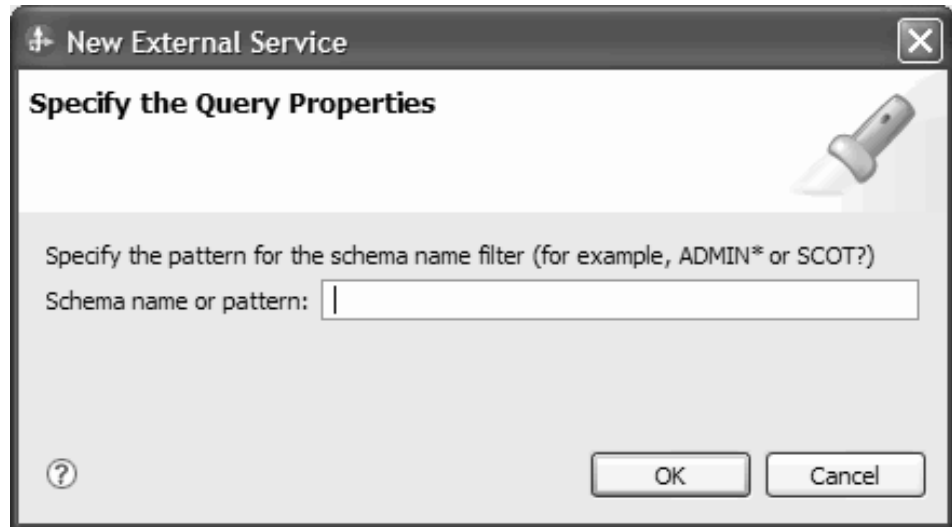 New External Service
Specify the Query Properties
Specify the pattern for the schema name filter (for example, ADMIN* or SCOT?)
Schema name or pattern:
?
OK Cancel